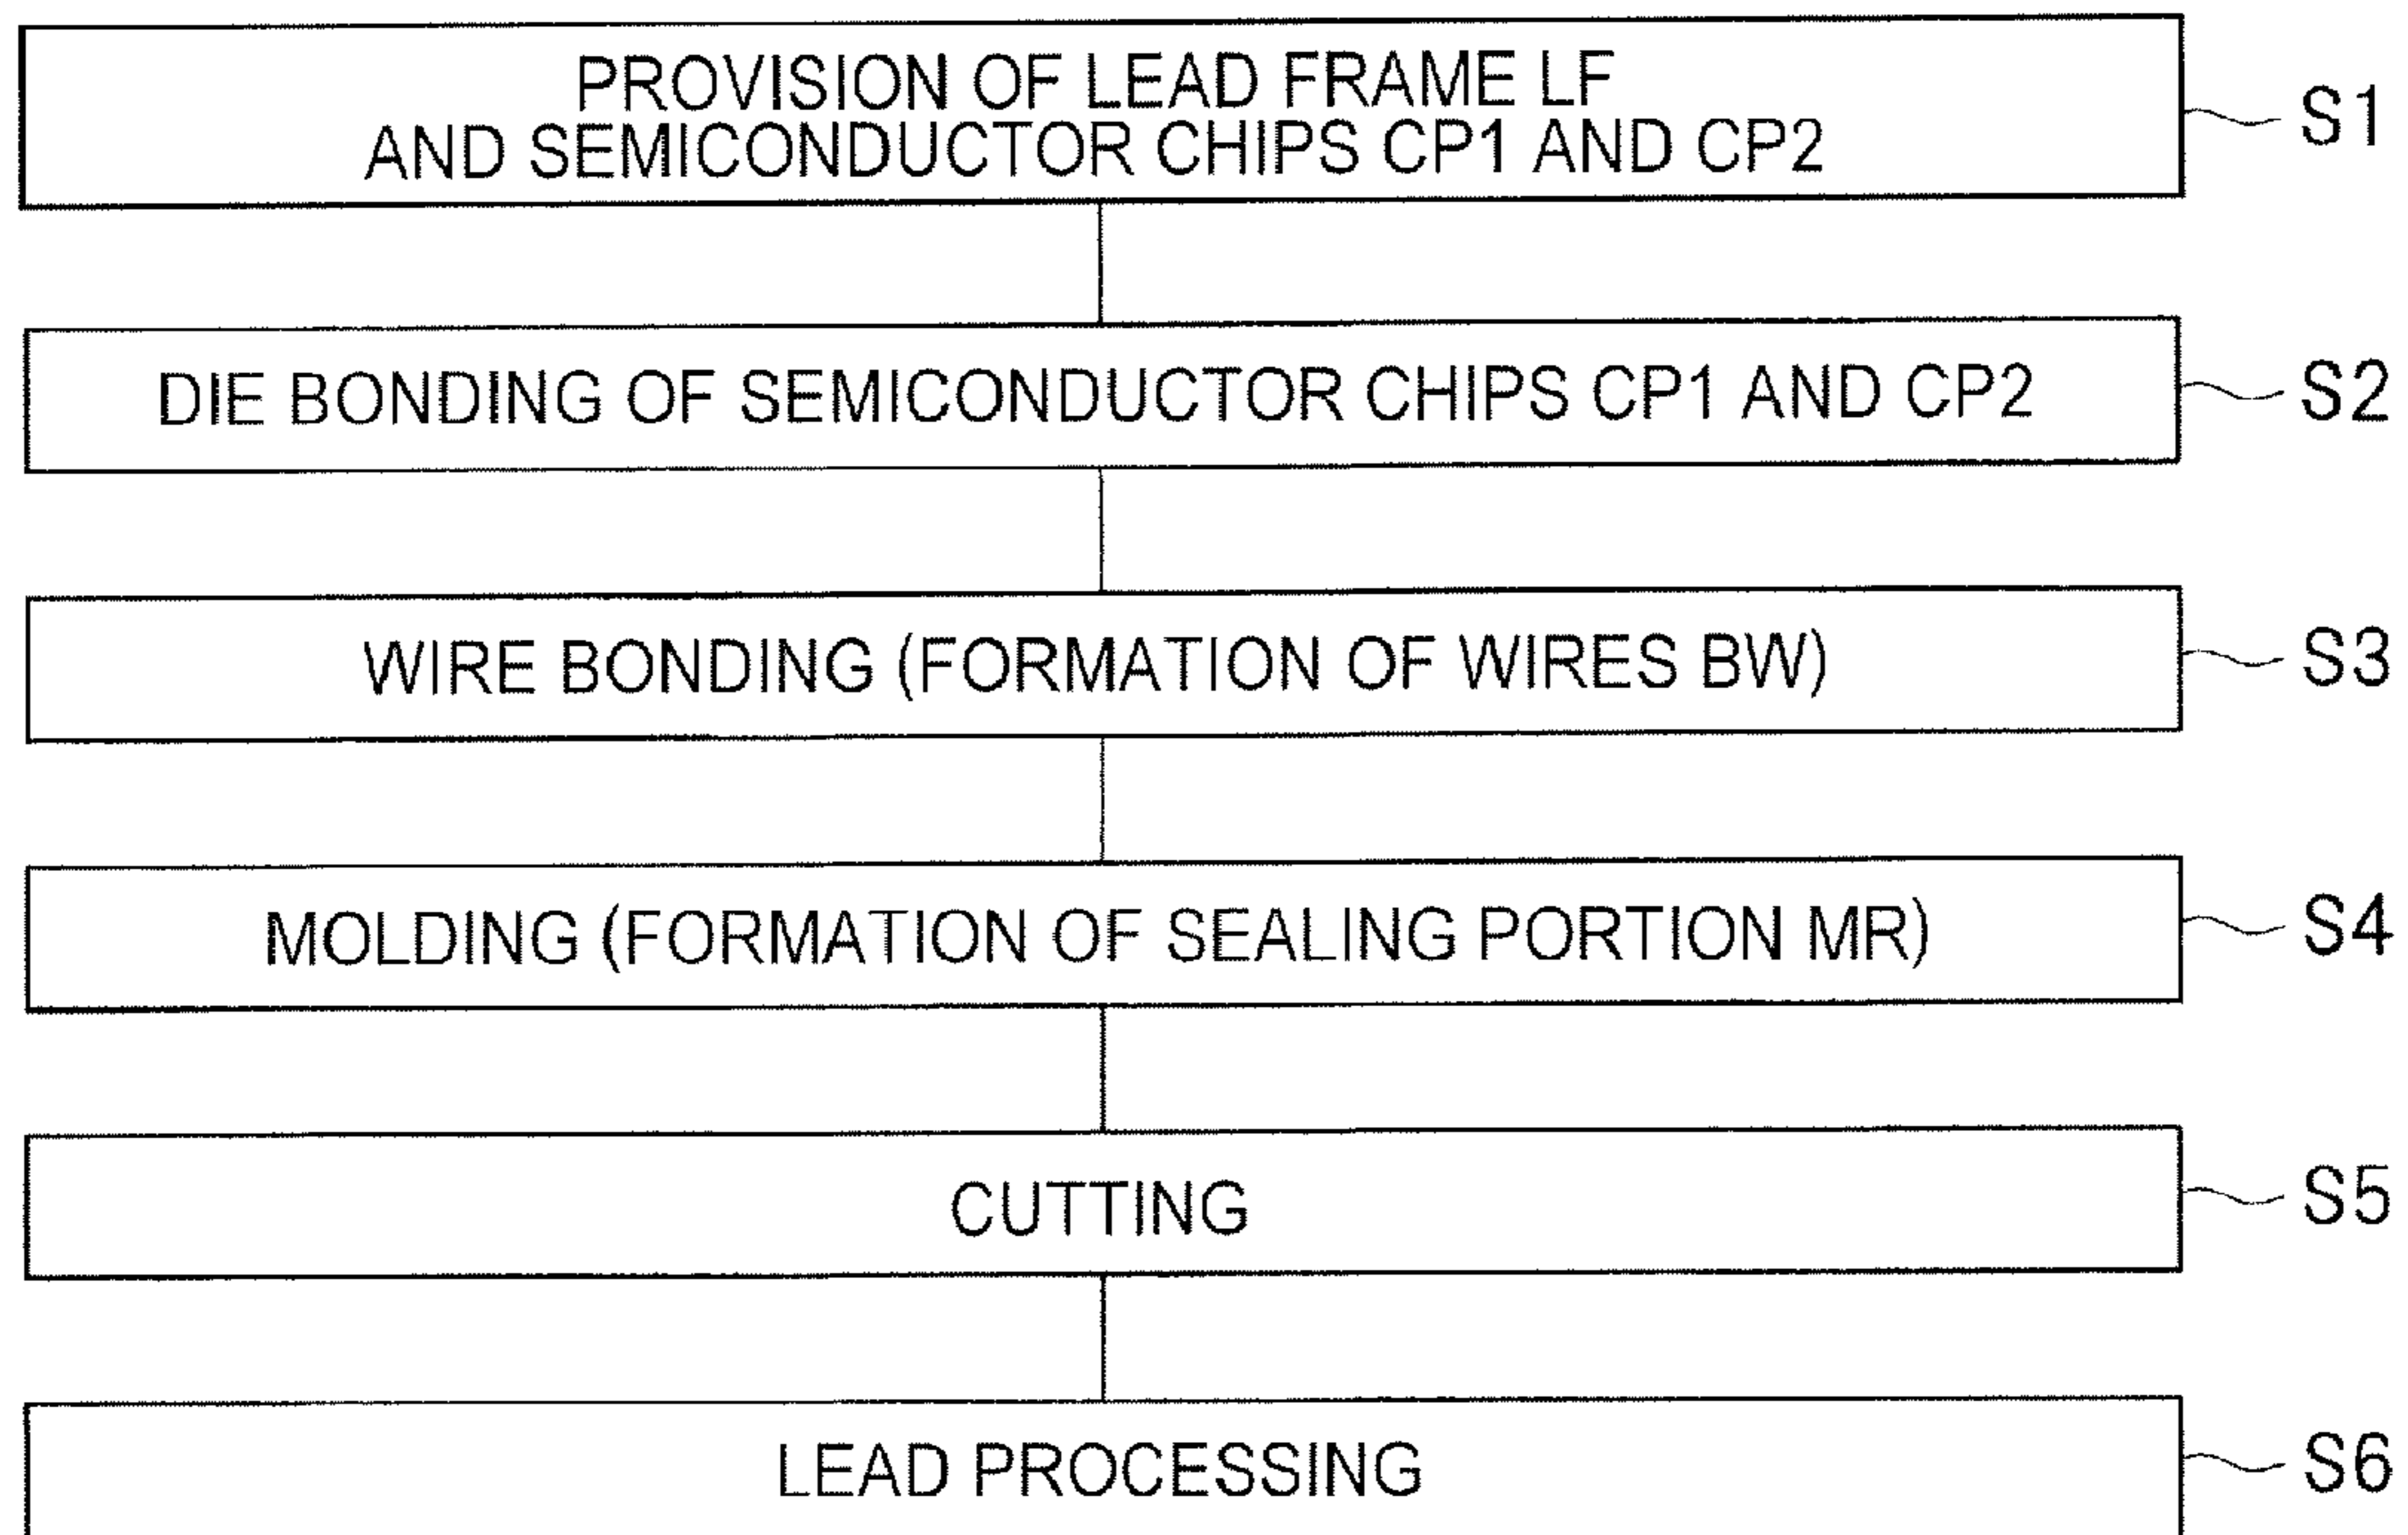 PROVISION OF LEAD FRAME LF
AND SEMICONDUCTOR CHIPS CP1 AND CP2
S1
DIE BONDING OF SEMICONDUCTOR CHIPS CP1 AND CP2
S2
WIRE BONDING (FORMATION OF WIRES BW)
S3
MOLDING (FORMATION OF SEALING PORTION MR)
S4
CUTTING
S5
LEAD PROCESSING
S6